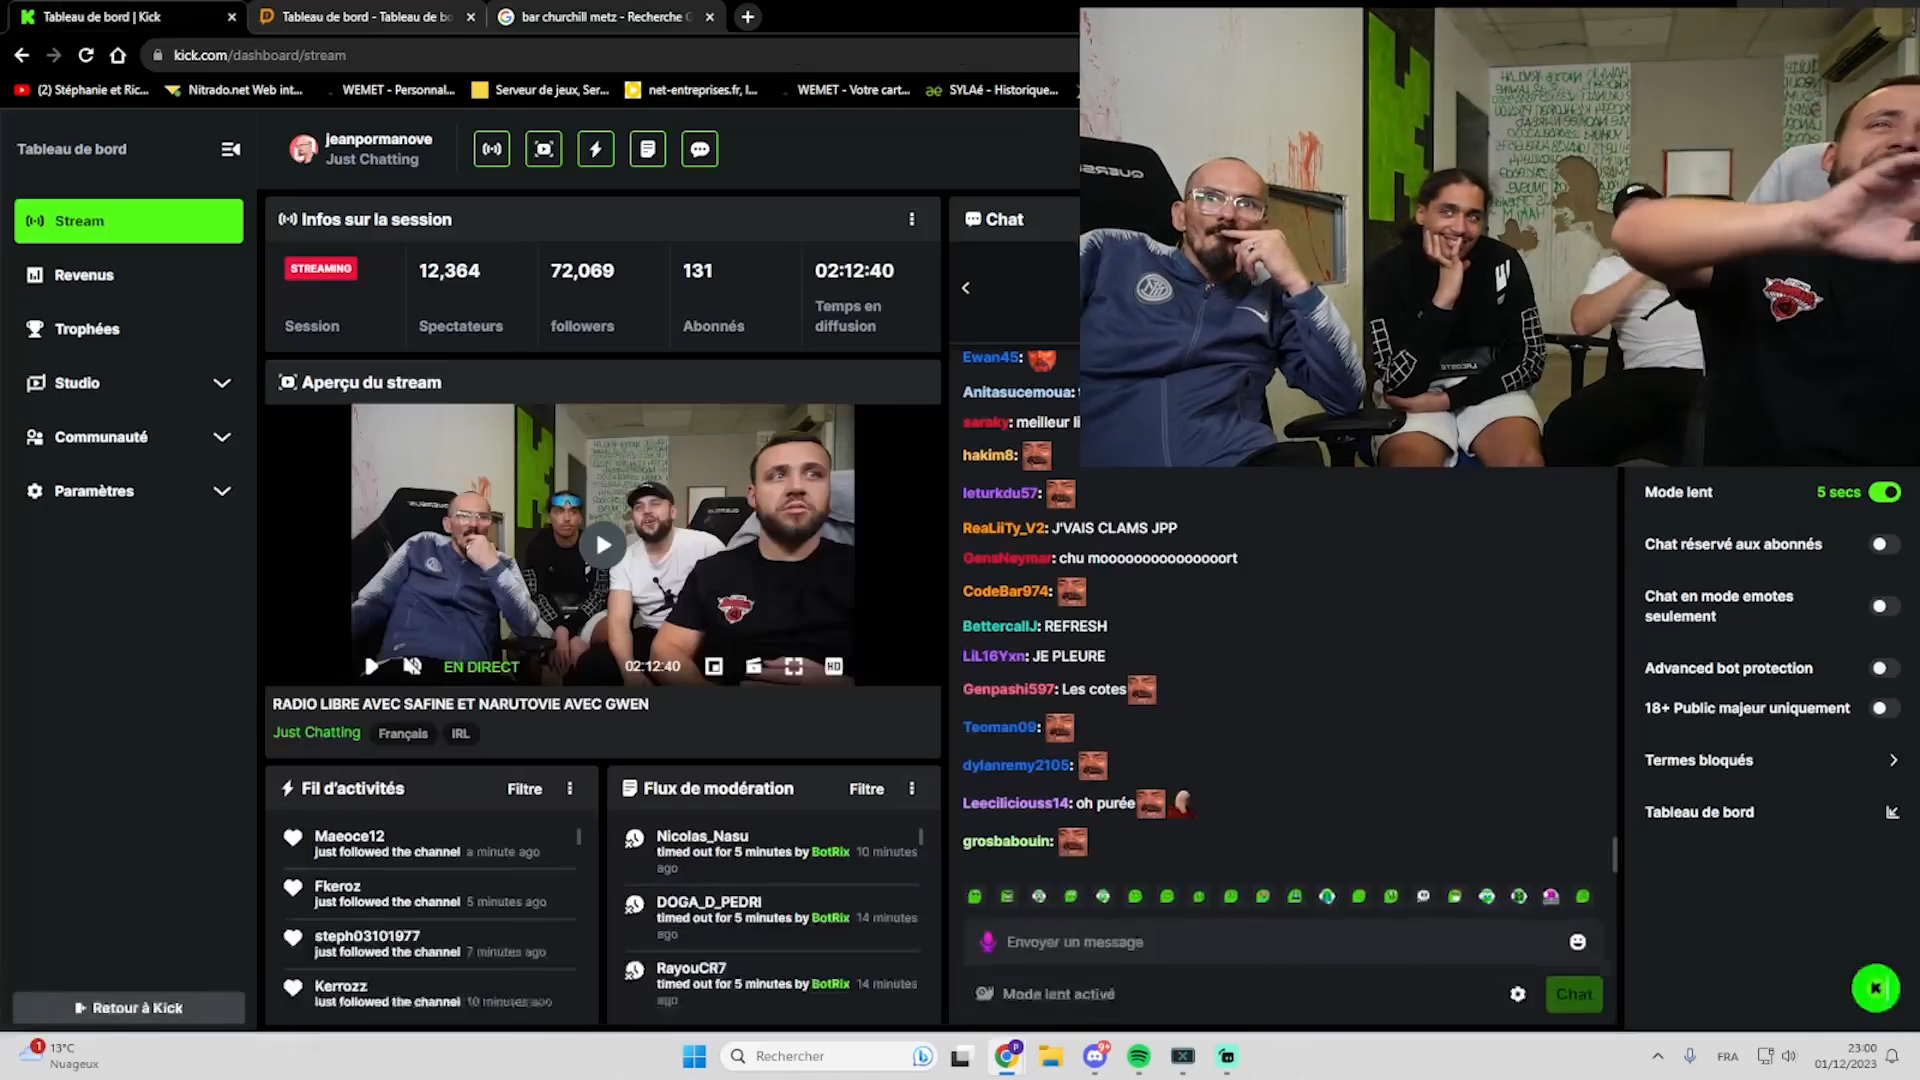 Tableau de bord | Kick
Tableau de bord - Tableau de bo
bar churchill metz - Recherche G
kick.com/dashboard/stream
(2) Stéphanie et Ric...
Nitrado.net Web int...
WEMET - Personnal...
Serveur de jeux, Ser...
net-entreprises.fr, l...
WEMET - Votre cart...
SYLAé - Historique...
Tableau de bord
jeanpormanove
Just Chatting
Stream
Revenus
Trophées
Studio
Communauté
Paramètres
Retour à Kick
Infos sur la session
STREAMING
12,364
72,069
131
02:12:40
Session
Spectateurs
followers
Abonnés
Temps en
diffusion
Aperçu du stream
EN DIRECT
02:12:40
HD
RADIO LIBRE AVEC SAFINE ET NARUTOVIE AVEC GWEN
Just Chatting
Français
IRL
Fil d'activités
Filtre
Maeoce12
just followed the channel a minute ago
Fkeroz
just followed the channel 5 minutes ago
steph03101977
just followed the channel 7 minutes ago
Kerrozz
just followed the channel 10 minutes ago
Flux de modération
Filtre
Nicolas_Nasu
timed out for 5 minutes by BotRix 10 minutes
ago
DOGA_D_PEDRI
timed out for 5 minutes by BotRix 14 minutes
ago
RayouCR7
timed out for 5 minutes by BotRix 14 minutes
ago
Chat
Ewan45:
Anitasucemoua:
saraky: meilleur li
hakim8:
leturkdu57:
ReaLiiTy_V2: J'VAIS CLAMS JPP
GensNeymar: chu mooooooooooooooort
CodeBar974:
BettercallJ: REFRESH
LiL16Yxn: JE PLEURE
Genpashi597: Les cotes
Teoman09:
dylanremy2105:
Leeciliciouss14: oh purée
grosbabouin:
Envoyer un message
Mode lent activé
Chat
Mode lent
5 secs
Chat réservé aux abonnés
Chat en mode emotes
seulement
Advanced bot protection
18+ Public majeur uniquement
Termes bloqués
Tableau de bord
1
13°C
Nuageux
Rechercher
9+
FRA
23:00
01/12/2023